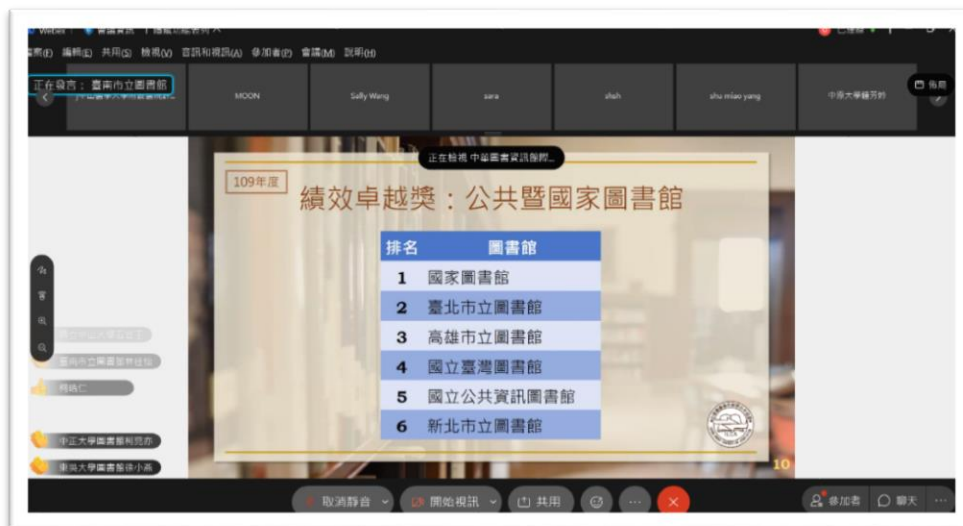 Webex
編輯(E) 共用(S) 檢視(V) 音訊和視訊(A) 參加者(P) 會議(M) 說明(H)
正在發言: 臺南市立圖書館
MOON
Sally Wang
sara
shsh
shu miao yang
佈局
正在檢視 中華圖書資訊館際...
109年度
績效卓越獎：公共暨國家圖書館
排名 圖書館
1 國家圖書館
2 臺北市立圖書館
3 高雄市立圖書館
4 國立臺灣圖書館
5 國立公共資訊圖書館
6 新北市立圖書館
10
取消靜音
開始視訊
共用
參加者
聊天